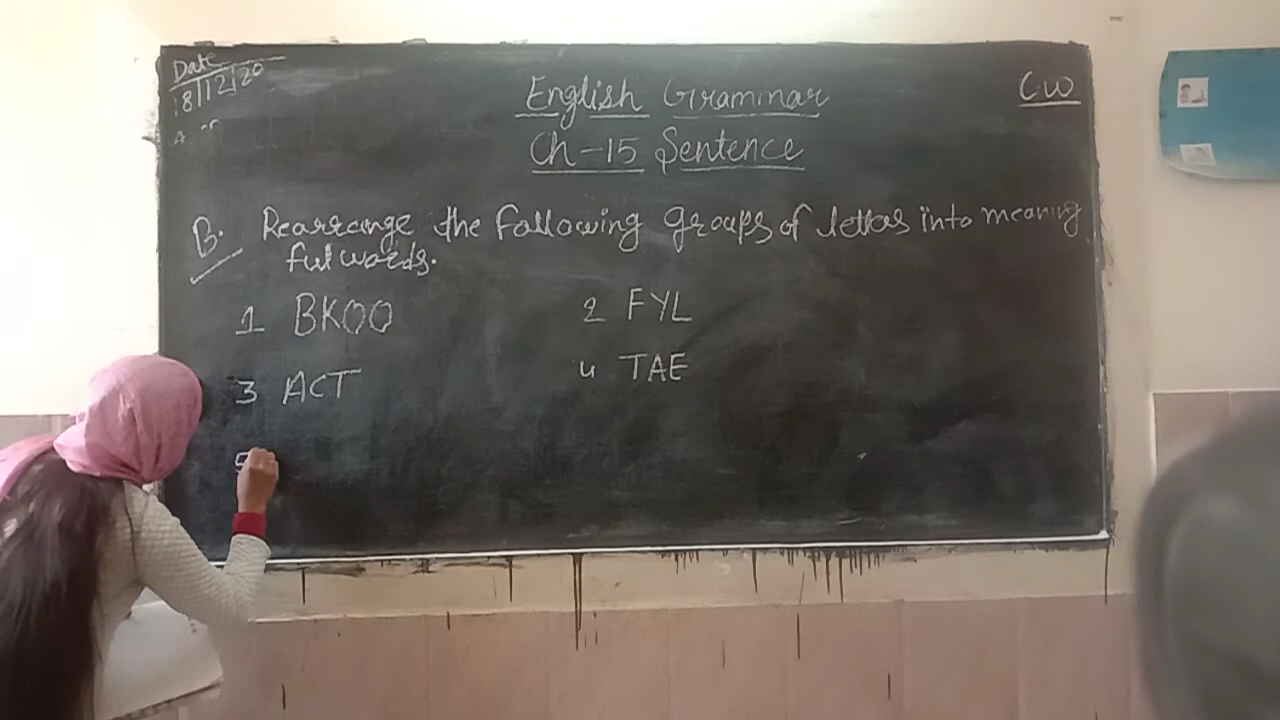 Date
18/12/20
English Grammar
CW
Ch-15 Sentence
B. Rearrange the following groups of letters into meaning
ful words.
1 BKOO
2 FYL
3 ACT
4 TAE
5